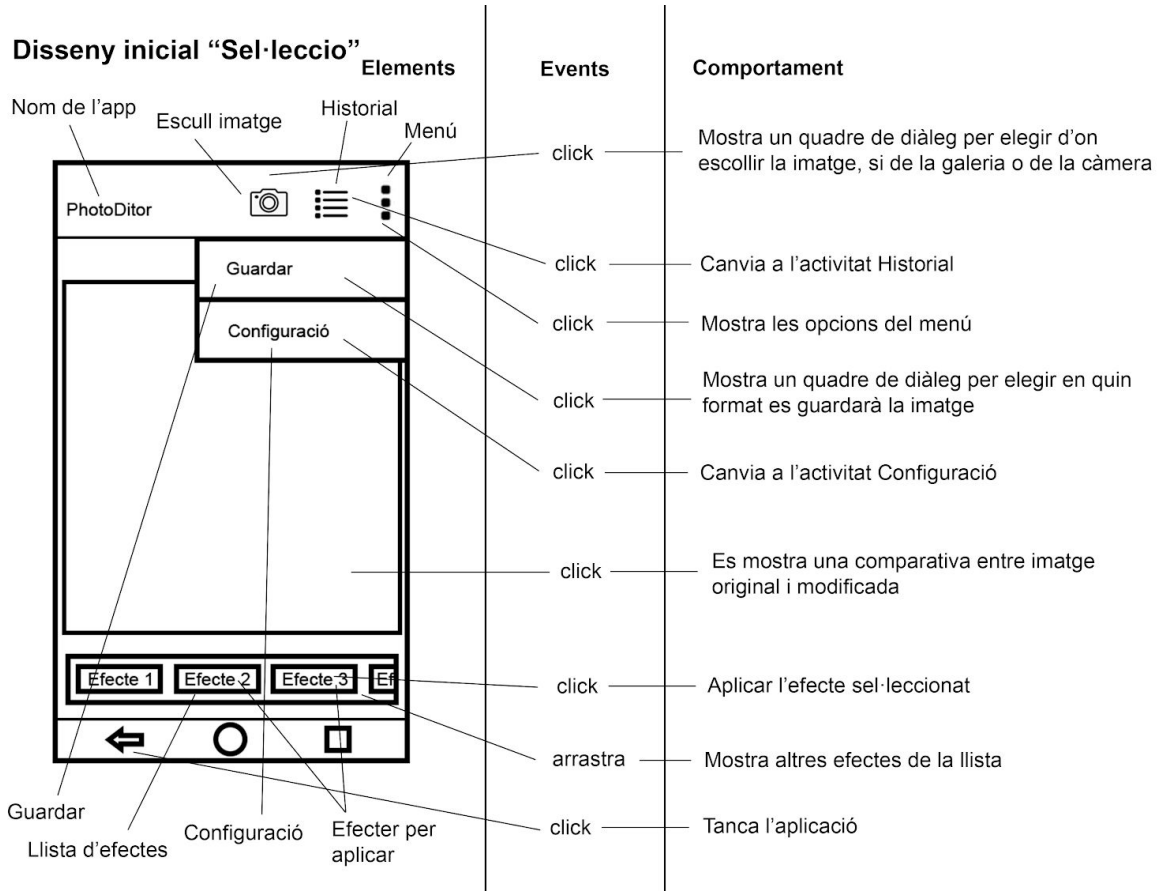 Disseny inicial “Sel·leccio”
Elements
Events
Comportament
Nom de l’app
Escull imatge
Historial
Menú
click
Mostra un quadre de diàleg per elegir d’on
escollir la imatge, si de la galeria o de la càmera
PhotoDitor
Guardar
click
Canvia a l’activitat Historial
Configuració
click
Mostra les opcions del menú
click
Mostra un quadre de diàleg per elegir en quin
format es guardarà la imatge
click
Canvia a l’activitat Configuració
click
Es mostra una comparativa entre imatge
original i modificada
Efecte 1
Efecte 2
Efecte 3
Ef
click
Aplicar l’efecte sel·leccionat
arrastra
Mostra altres efectes de la llista
click
Tanca l’aplicació
Guardar
Llista d’efectes
Configuració
Efecter per
aplicar